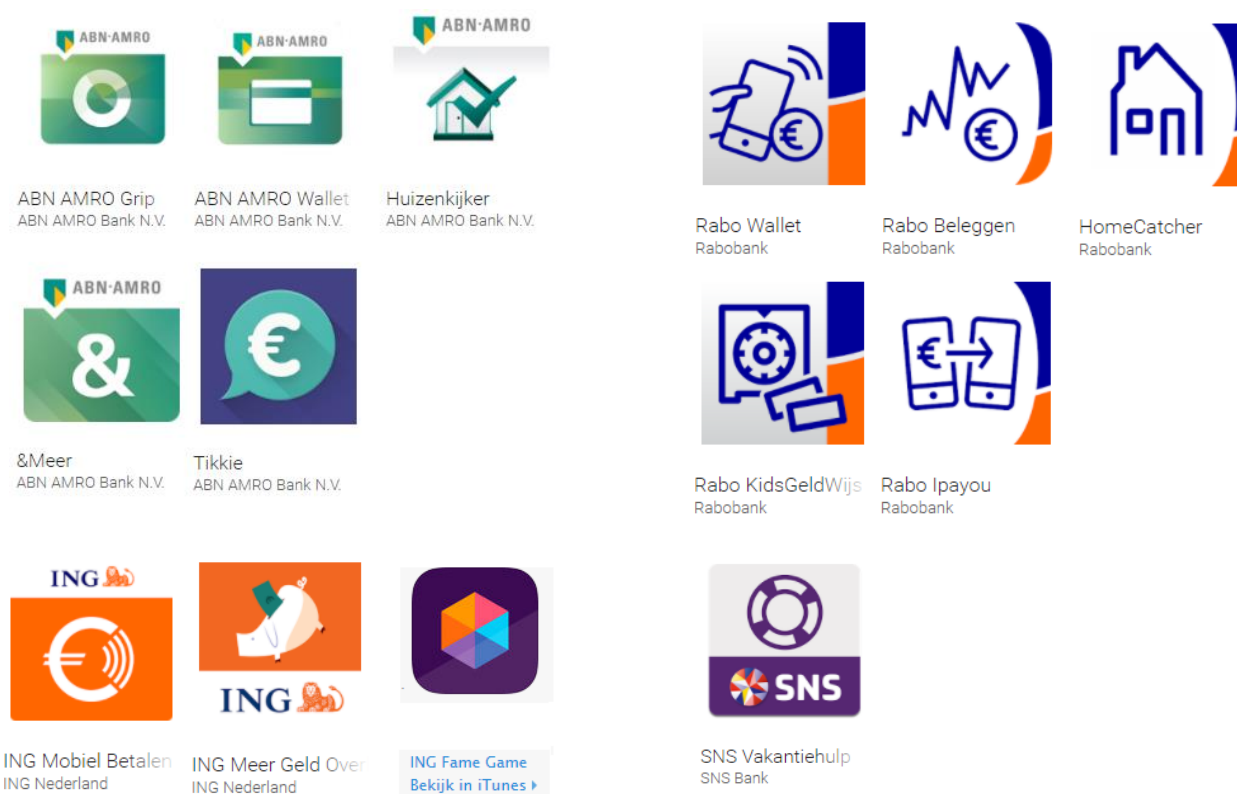 ABN·AMRO
ABN·AMRO
ABN·AMRO
ABN AMRO Grip
ABN AMRO Bank N.V.
ABN AMRO Wallet
ABN AMRO Bank N.V.
Huizenkijker
ABN AMRO Bank N.V.
ABN·AMRO
&
€
&Meer
ABN AMRO Bank N.V.
Tikkie
ABN AMRO Bank N.V.
ING
€
ING
ING Mobiel Betalen
ING Nederland
ING Meer Geld Over
ING Nederland
ING Fame Game
Bekijk in iTunes
€
€
Rabo Wallet
Rabobank
Rabo Beleggen
Rabobank
HomeCatcher
Rabobank
€
Rabo KidsGeldWijs
Rabobank
Rabo Ipayou
Rabobank
SNS
SNS Vakantiehulp
SNS Bank